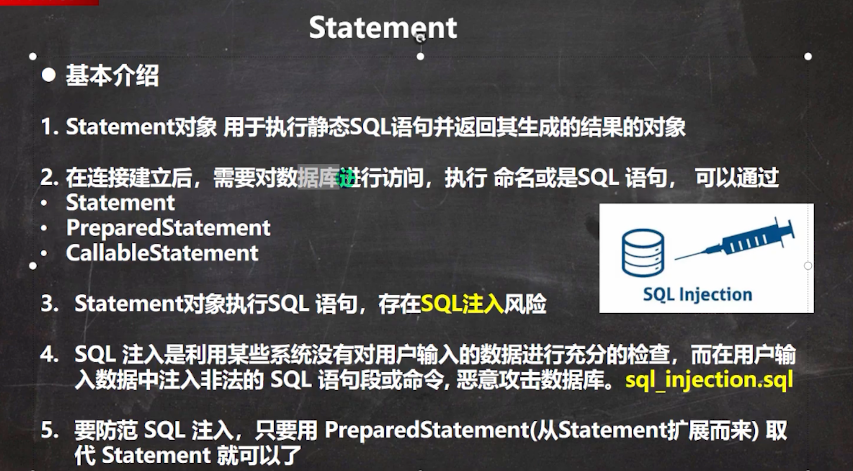 Statement
● 基本介绍
1. Statement对象 用于执行静态SQL语句并返回其生成的结果的对象
2. 在连接建立后，需要对数据库进行访问，执行 命名或是SQL 语句， 可以通过
• Statement
• PreparedStatement
• CallableStatement
SQL Injection
3. Statement对象执行SQL 语句，存在SQL注入风险
4. SQL 注入是利用某些系统没有对用户输入的数据进行充分的检查，而在用户输
入数据中注入非法的 SQL 语句段或命令, 恶意攻击数据库。sql_injection.sql
5. 要防范 SQL 注入，只要用 PreparedStatement(从Statement扩展而来) 取
代 Statement 就可以了